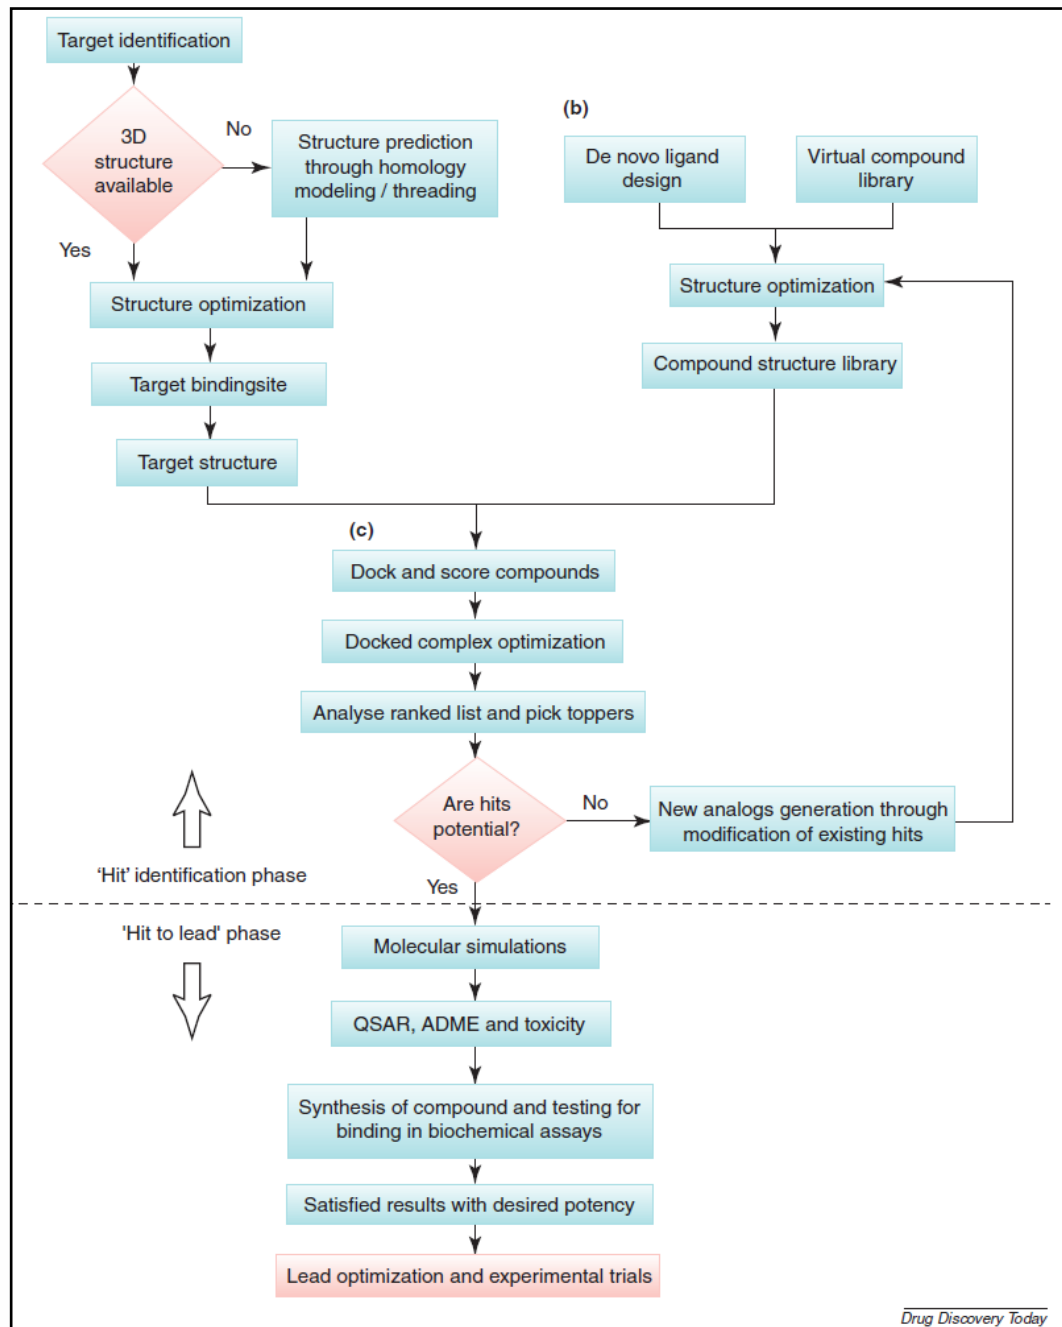 Target identification
3D
structure
available
No
Structure prediction
through homology
modeling / threading
Yes
Structure optimization
Target bindingsite
Target structure
(b)
De novo ligand
design
Virtual compound
library
Structure optimization
Compound structure library
(c)
Dock and score compounds
Docked complex optimization
Analyse ranked list and pick toppers
Are hits
potential?
No
New analogs generation through
modification of existing hits
Yes
'Hit' identification phase
'Hit to lead' phase
Molecular simulations
QSAR, ADME and toxicity
Synthesis of compound and testing for
binding in biochemical assays
Satisfied results with desired potency
Lead optimization and experimental trials
Drug Discovery Today